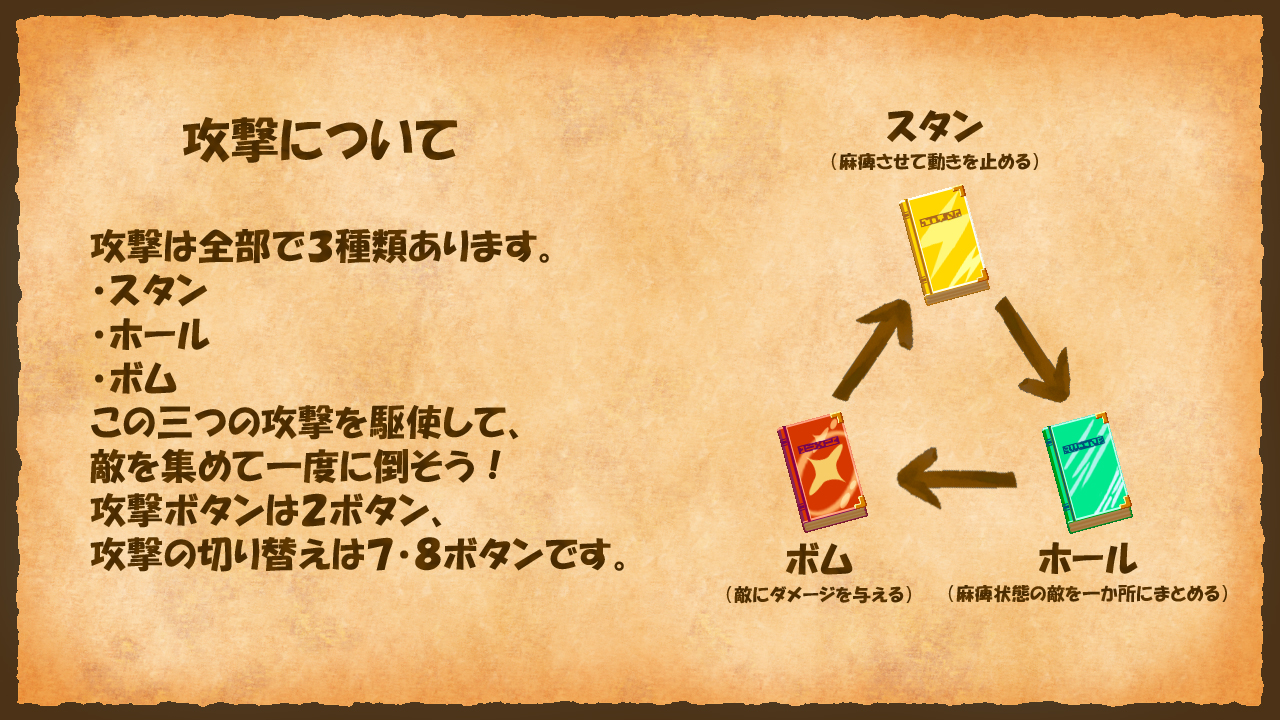 攻撃について
攻撃は全部で3種類あります。
・スタン
・ホール
・ボム
この三つの攻撃を駆使して、
敵を集めて一度に倒そう！
攻撃ボタンは2ボタン、
攻撃の切り替えは7・8ボタンです。
スタン
（麻痺させて動きを止める）
ボム
（敵にダメージを与える）
ホール
（麻痺状態の敵を一か所にまとめる）